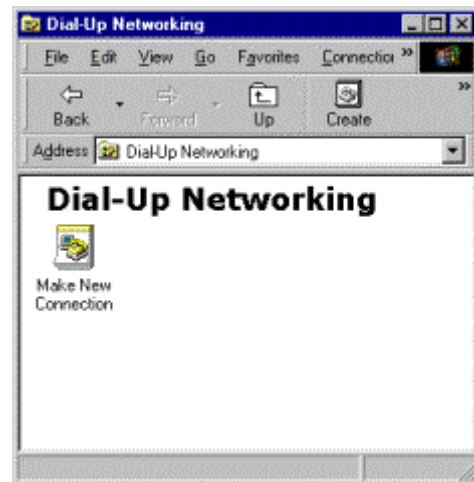 Dial-Up Networking
File Edit View Go Favorites Connection »
Back Forward Up Create »
Address Dial-Up Networking
Dial-Up Networking
Make New
Connection